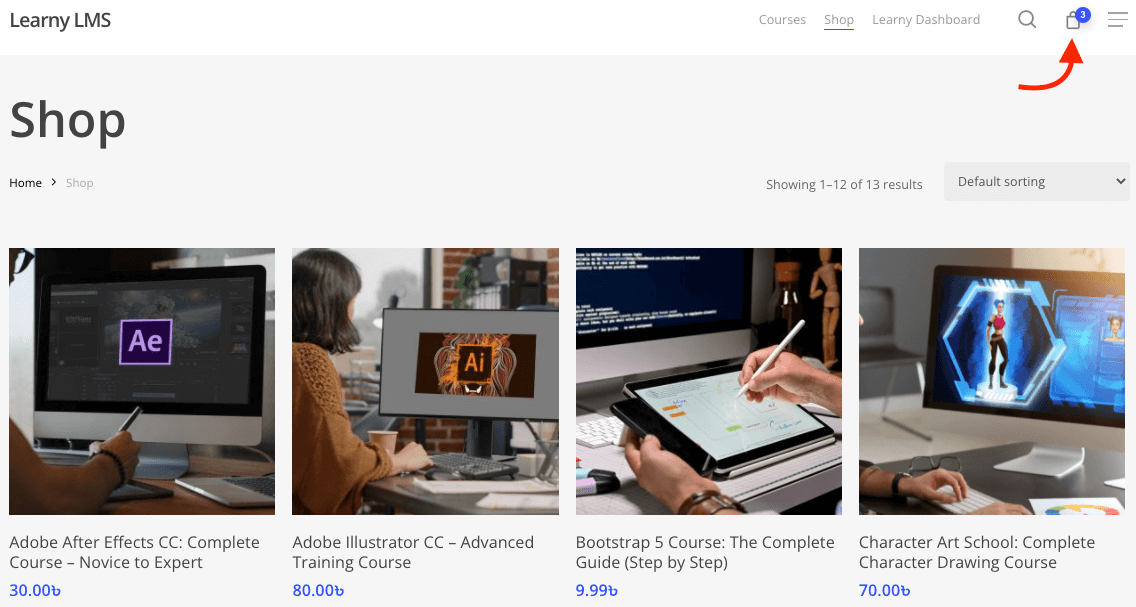 Learny LMS
Courses Shop Learny Dashboard 3
Shop
Home Shop
Showing 1–12 of 13 results
Default sorting
Ae
Ai
Adobe After Effects CC: Complete
Course – Novice to Expert
30.00৳
Adobe Illustrator CC – Advanced
Training Course
80.00৳
Bootstrap 5 Course: The Complete
Guide (Step by Step)
9.99৳
Character Art School: Complete
Character Drawing Course
70.00৳